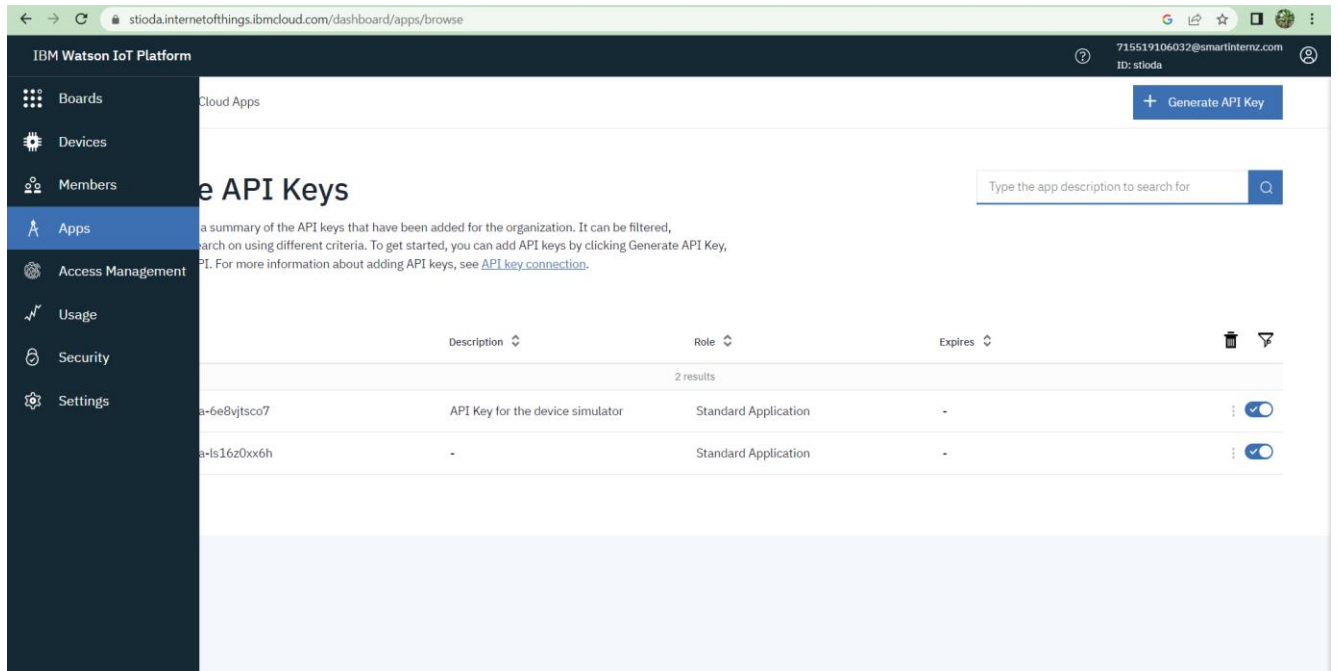 stioda.internetofthings.ibmcloud.com/dashboard/apps/browse
IBM Watson IoT Platform
715519106032@smartinternz.com
ID: stioda
Boards
Cloud Apps
+ Generate API Key
Devices
Members
e API Keys
Type the app description to search for
Apps
a summary of the API keys that have been added for the organization. It can be filtered,
arch on using different criteria. To get started, you can add API keys by clicking Generate API Key,
Access Management
PI. For more information about adding API keys, see API key connection.
Usage
Description Role Expires
Security
2 results
Settings
a-6e8vjtsco7 API Key for the device simulator Standard Application -
a-ls16z0xx6h - Standard Application -